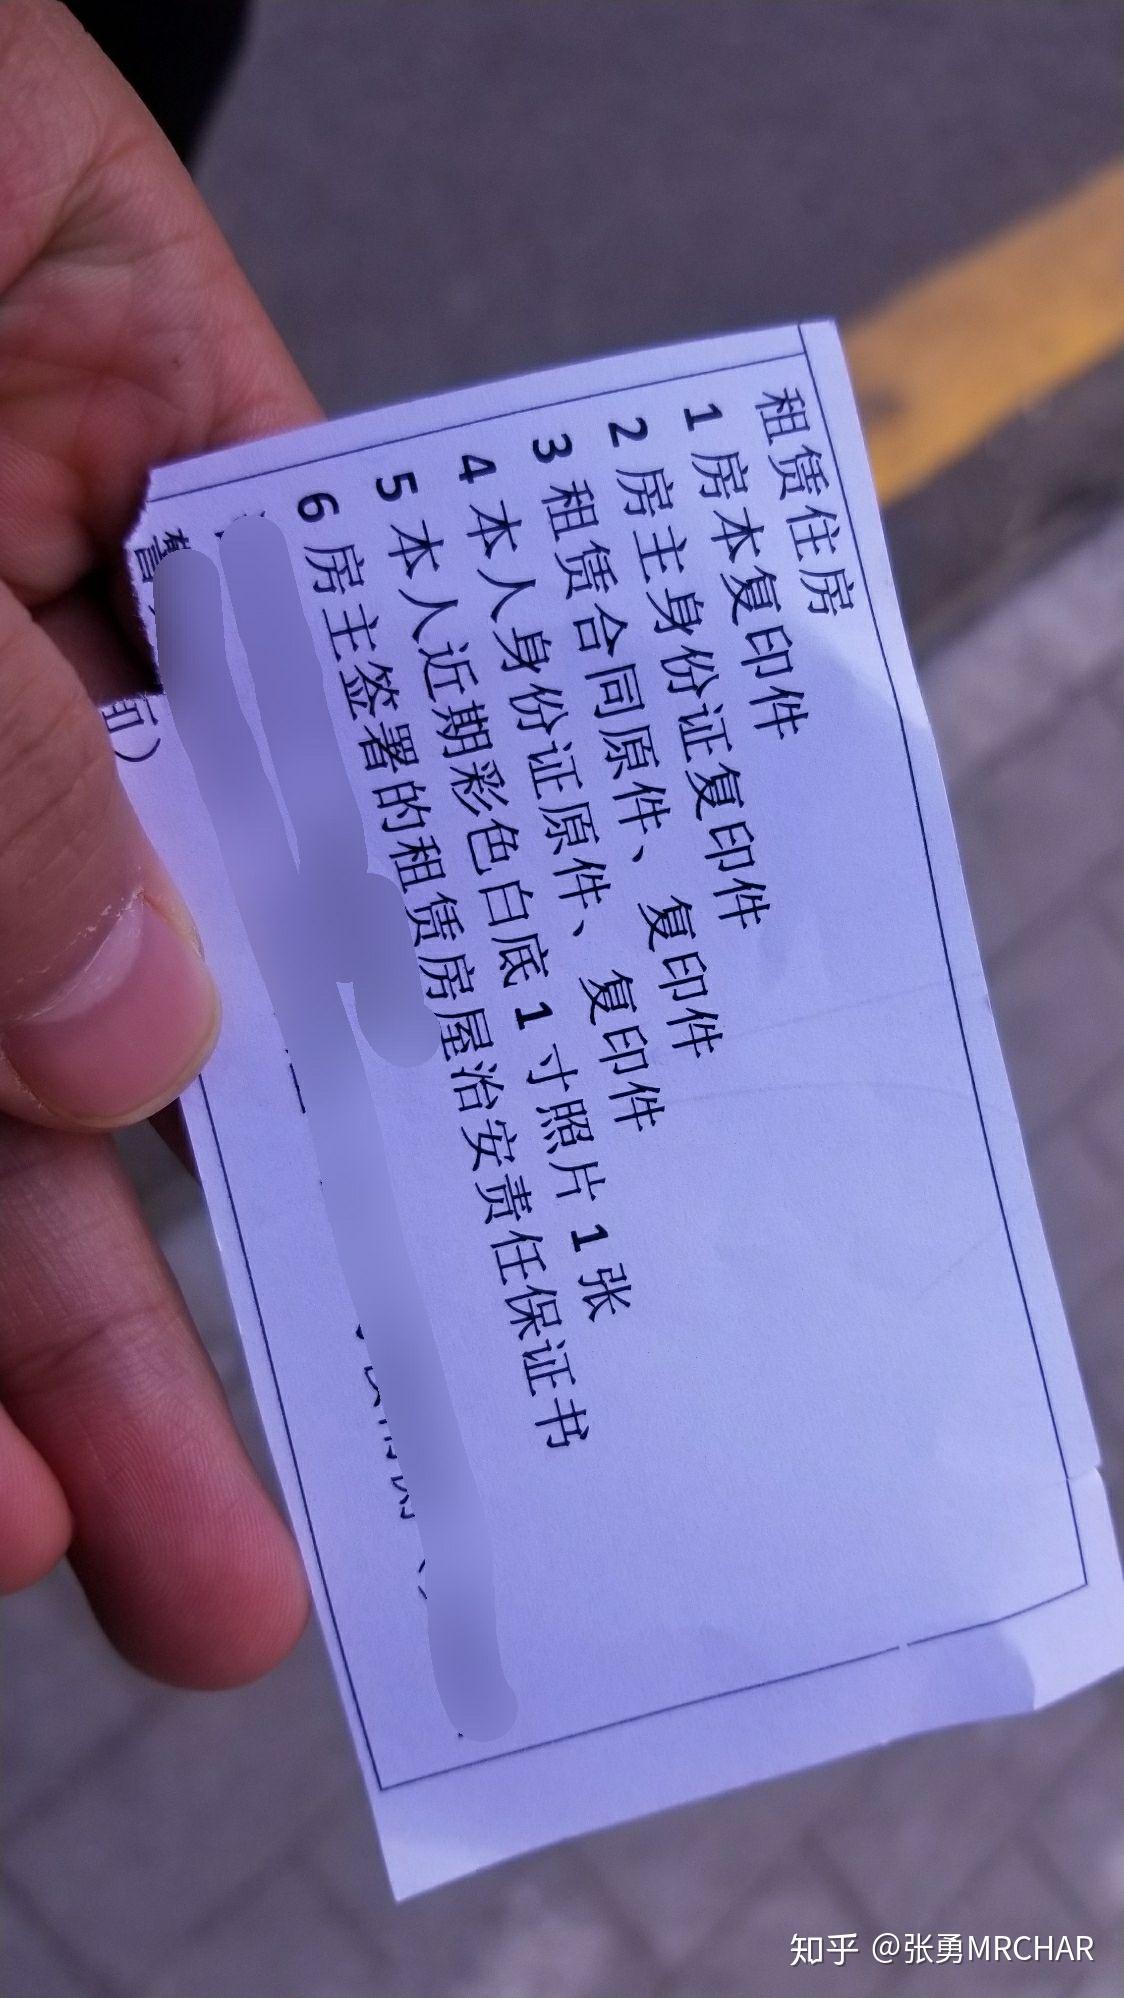 租赁住房
1 房本复印件
2 房主身份证复印件
3 租赁合同原件、复印件
4 本人身份证原件、复印件
5 本人近期彩色白底 1 寸照片 1 张
6 房主签署的租赁房屋治安责任保证书
知乎 @张勇MRCHAR